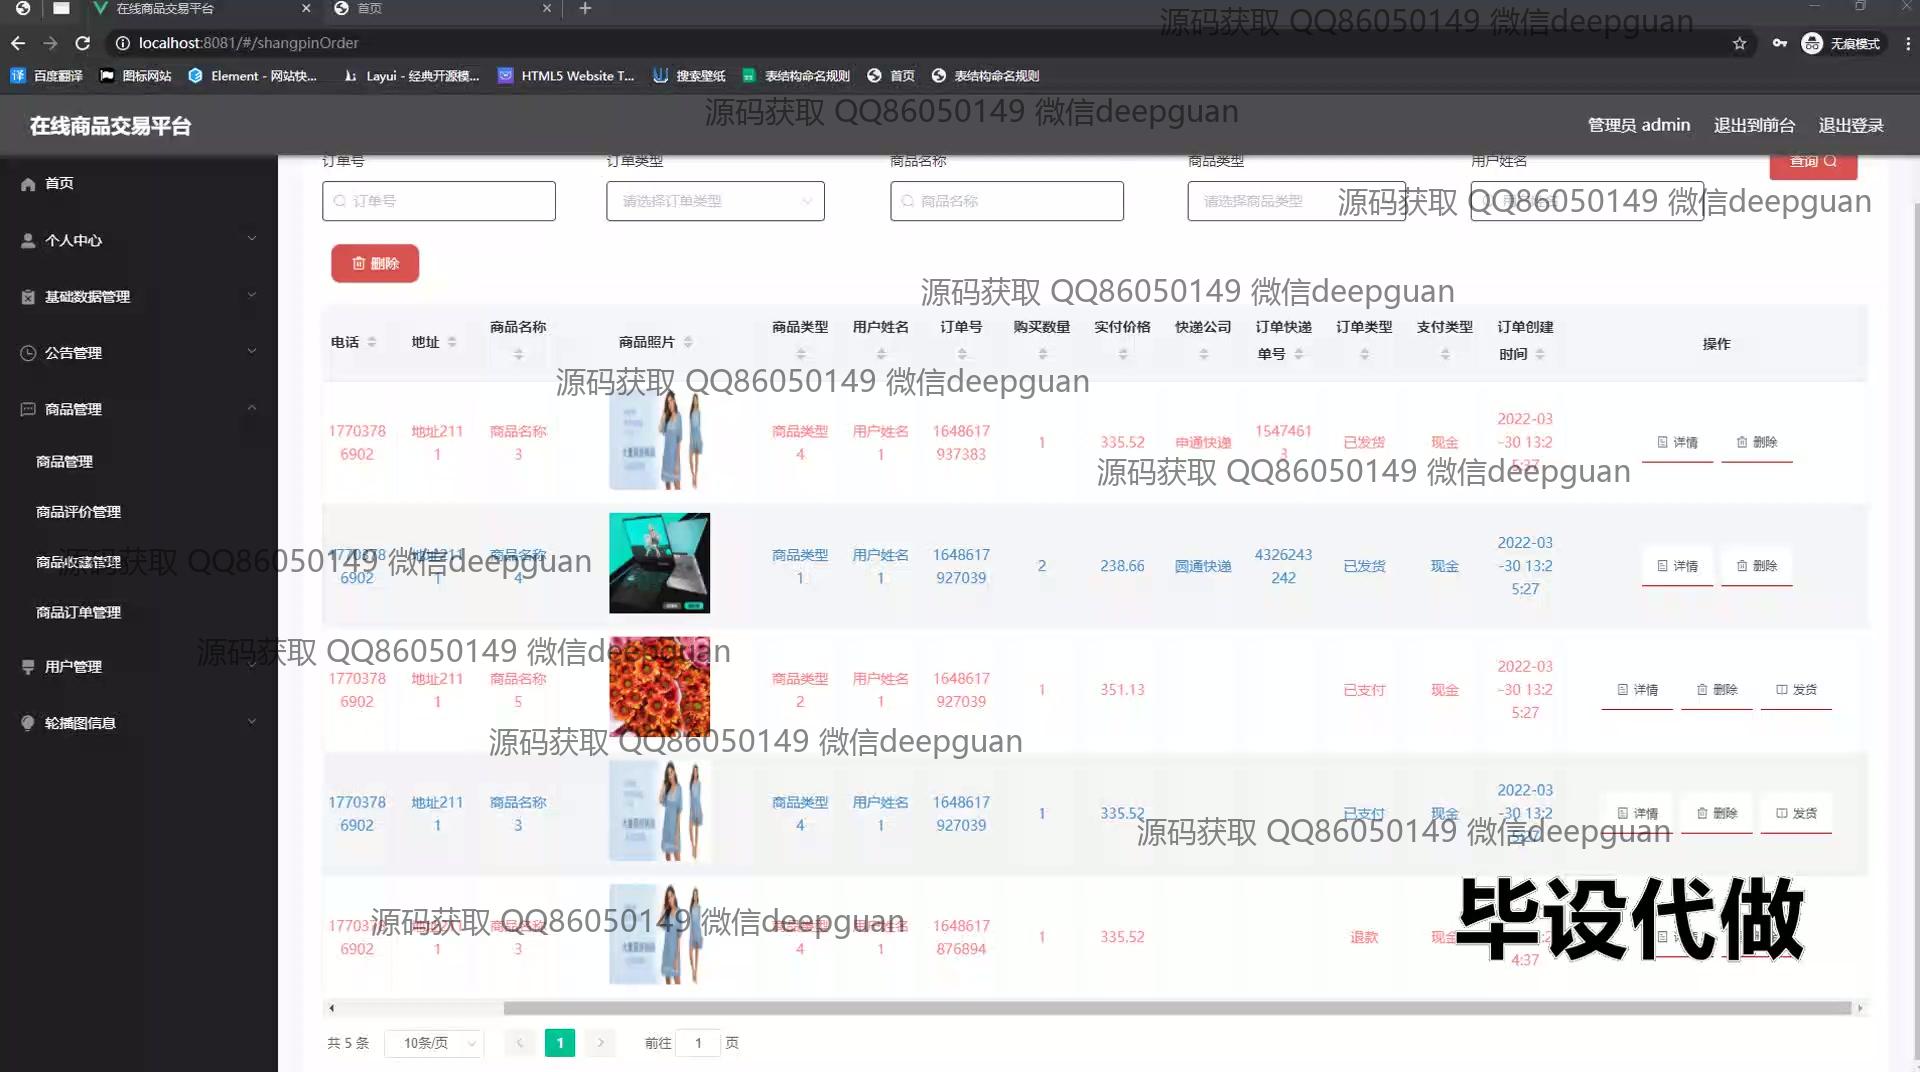 在线商品交易平台
首页
localhost:8081/#/shangpinOrder
无痕模式
百度翻译
图标网站
Element - 网站快...
Layui - 经典开源模...
HTML5 Website T...
搜索壁纸
表结构命名规则
首页
表结构命名规则
源码获取 QQ86050149 微信deepguan
在线商品交易平台
源码获取 QQ86050149 微信deepguan
管理员 admin
退出到前台
退出登录
首页
个人中心
基础数据管理
公告管理
商品管理
商品管理
商品评价管理
商品收藏管理
商品订单管理
用户管理
轮播图信息
订单号
订单类型
商品名称
商品类型
用户姓名
查询
订单号
请选择订单类型
商品名称
请选择商品类型
源码获取 QQ86050149 微信deepguan
删除
源码获取 QQ86050149 微信deepguan
电话 地址 商品名称 商品照片 商品类型 用户姓名 订单号 购买数量 实付价格 快递公司 订单快递单号 订单类型 支付类型 订单创建时间 操作
源码获取 QQ86050149 微信deepguan
17703786902 地址2111 商品名称3 商品类型4 用户姓名1 1648617937383 1 335.52 申通快递 15474613 已发货 现金 2022-03-30 13:25:37 详情 删除
源码获取 QQ86050149 微信deepguan
17703786902 地址2111 商品名称4 商品类型1 用户姓名1 1648617927039 2 238.66 圆通快递 4326243242 已发货 现金 2022-03-30 13:25:27 详情 删除
源码获取 QQ86050149 微信deepguan
源码获取 QQ86050149 微信deepguan
17703786902 地址2111 商品名称5 商品类型2 用户姓名1 1648617927039 1 351.13 已支付 现金 2022-03-30 13:25:27 详情 删除 发货
源码获取 QQ86050149 微信deepguan
17703786902 地址2111 商品名称3 商品类型4 用户姓名1 1648617927039 1 335.52 已支付 现金 2022-03-30 13:25:27 详情 删除 发货
源码获取 QQ86050149 微信deepguan
17703786902 地址2111 商品名称3 商品类型4 用户姓名1 1648617876894 1 335.52 退款 现金 4:37
源码获取 QQ86050149 微信deepguan
毕设代做
共 5 条
10条/页
1
前往 1 页